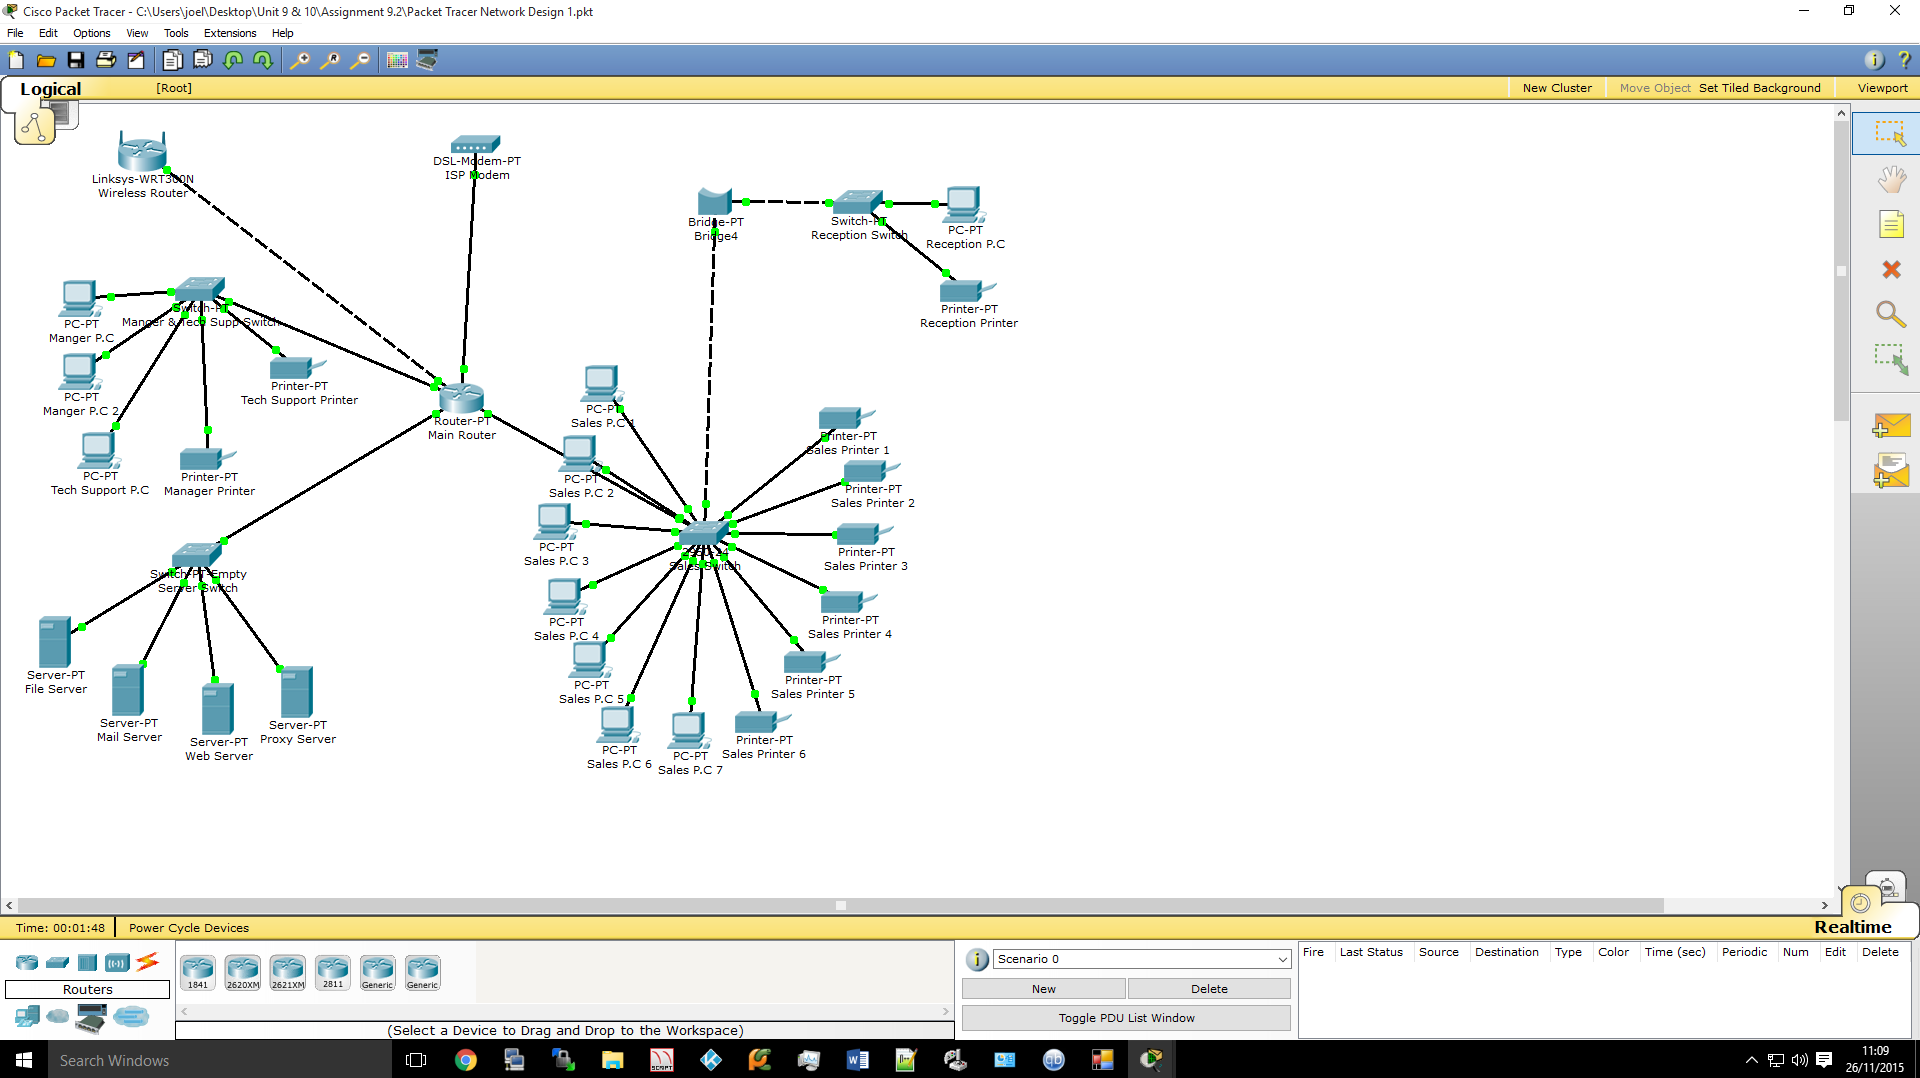 Cisco Packet Tracer - C:\Users\joel\Desktop\Unit 9 & 10\Assignment 9.2\Packet Tracer Network Design 1.pkt
File Edit Options View Tools Extensions Help
Logical
[Root]
New Cluster
Move Object
Set Tiled Background
Viewport
Linksys-WRT300N
Wireless Router
DSL-Modem-PT
ISP Modem
Bridge-PT
Bridge4
Switch-PT
Reception Switch
PC-PT
Reception P.C
Printer-PT
Reception Printer
Switch-PT
Manger & Tech Supp Switch
PC-PT
Manger P.C
PC-PT
Manger P.C 2
PC-PT
Tech Support P.C
Printer-PT
Manager Printer
Printer-PT
Tech Support Printer
Router-PT
Main Router
PC-PT
Sales P.C 1
PC-PT
Sales P.C 2
PC-PT
Sales P.C 3
PC-PT
Sales P.C 4
PC-PT
Sales P.C 5
PC-PT
Sales P.C 6
PC-PT
Sales P.C 7
2950-24
Sales Switch
Printer-PT
Sales Printer 1
Printer-PT
Sales Printer 2
Printer-PT
Sales Printer 3
Printer-PT
Sales Printer 4
Printer-PT
Sales Printer 5
Printer-PT
Sales Printer 6
Switch-PT-Empty
Server Switch
Server-PT
File Server
Server-PT
Mail Server
Server-PT
Web Server
Server-PT
Proxy Server
Time: 00:01:48
Power Cycle Devices
Realtime
Routers
1841
2620XM
2621XM
2811
Generic
Generic
(Select a Device to Drag and Drop to the Workspace)
Scenario 0
New
Delete
Toggle PDU List Window
Fire Last Status Source Destination Type Color Time (sec) Periodic Num Edit Delete
Search Windows
SCRIPT
11:09
26/11/2015